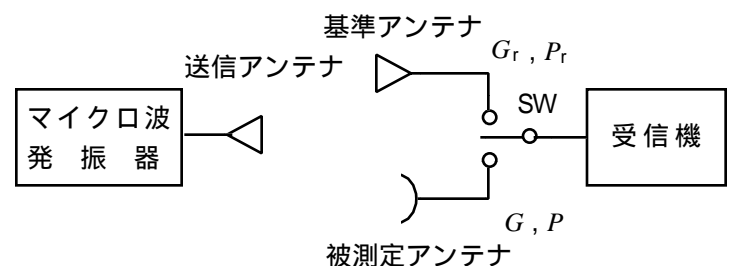 基準アンテナ
Gr , Pr
送信アンテナ
SW
マイクロ波
発振器
受信機
G , P
被測定アンテナ